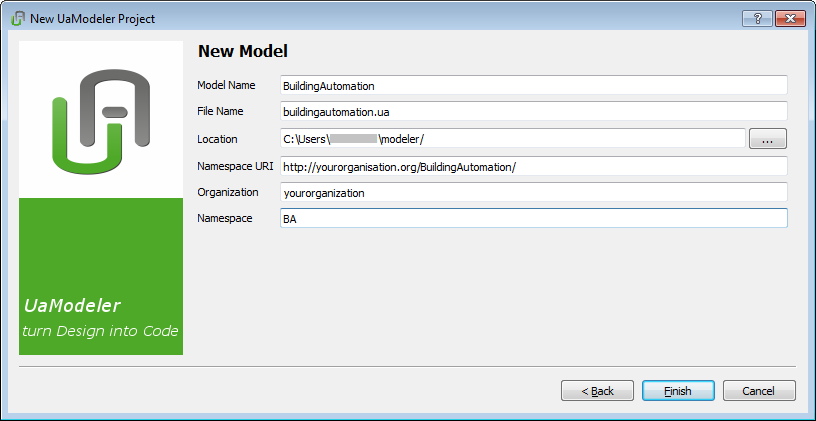 New UaModeler Project
New Model
Model Name BuildingAutomation
File Name buildingautomation.ua
Location C:\Users\ \modeler/ ...
Namespace URI http://yourorganisation.org/BuildingAutomation/
Organization yourorganization
Namespace BA
UaModeler
turn Design into Code
< Back Finish Cancel